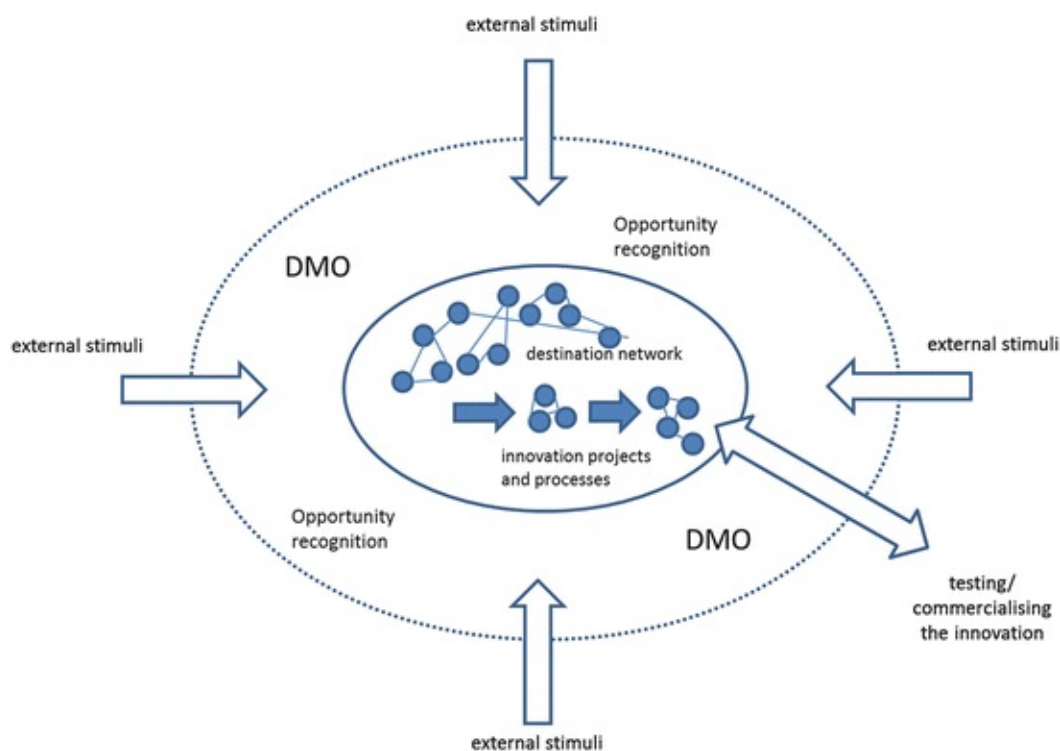 external stimuli
Opportunity
recognition
DMO
external stimuli
external stimuli
destination network
innovation projects
and processes
Opportunity
recognition
DMO
testing/
commercialising
the innovation
external stimuli